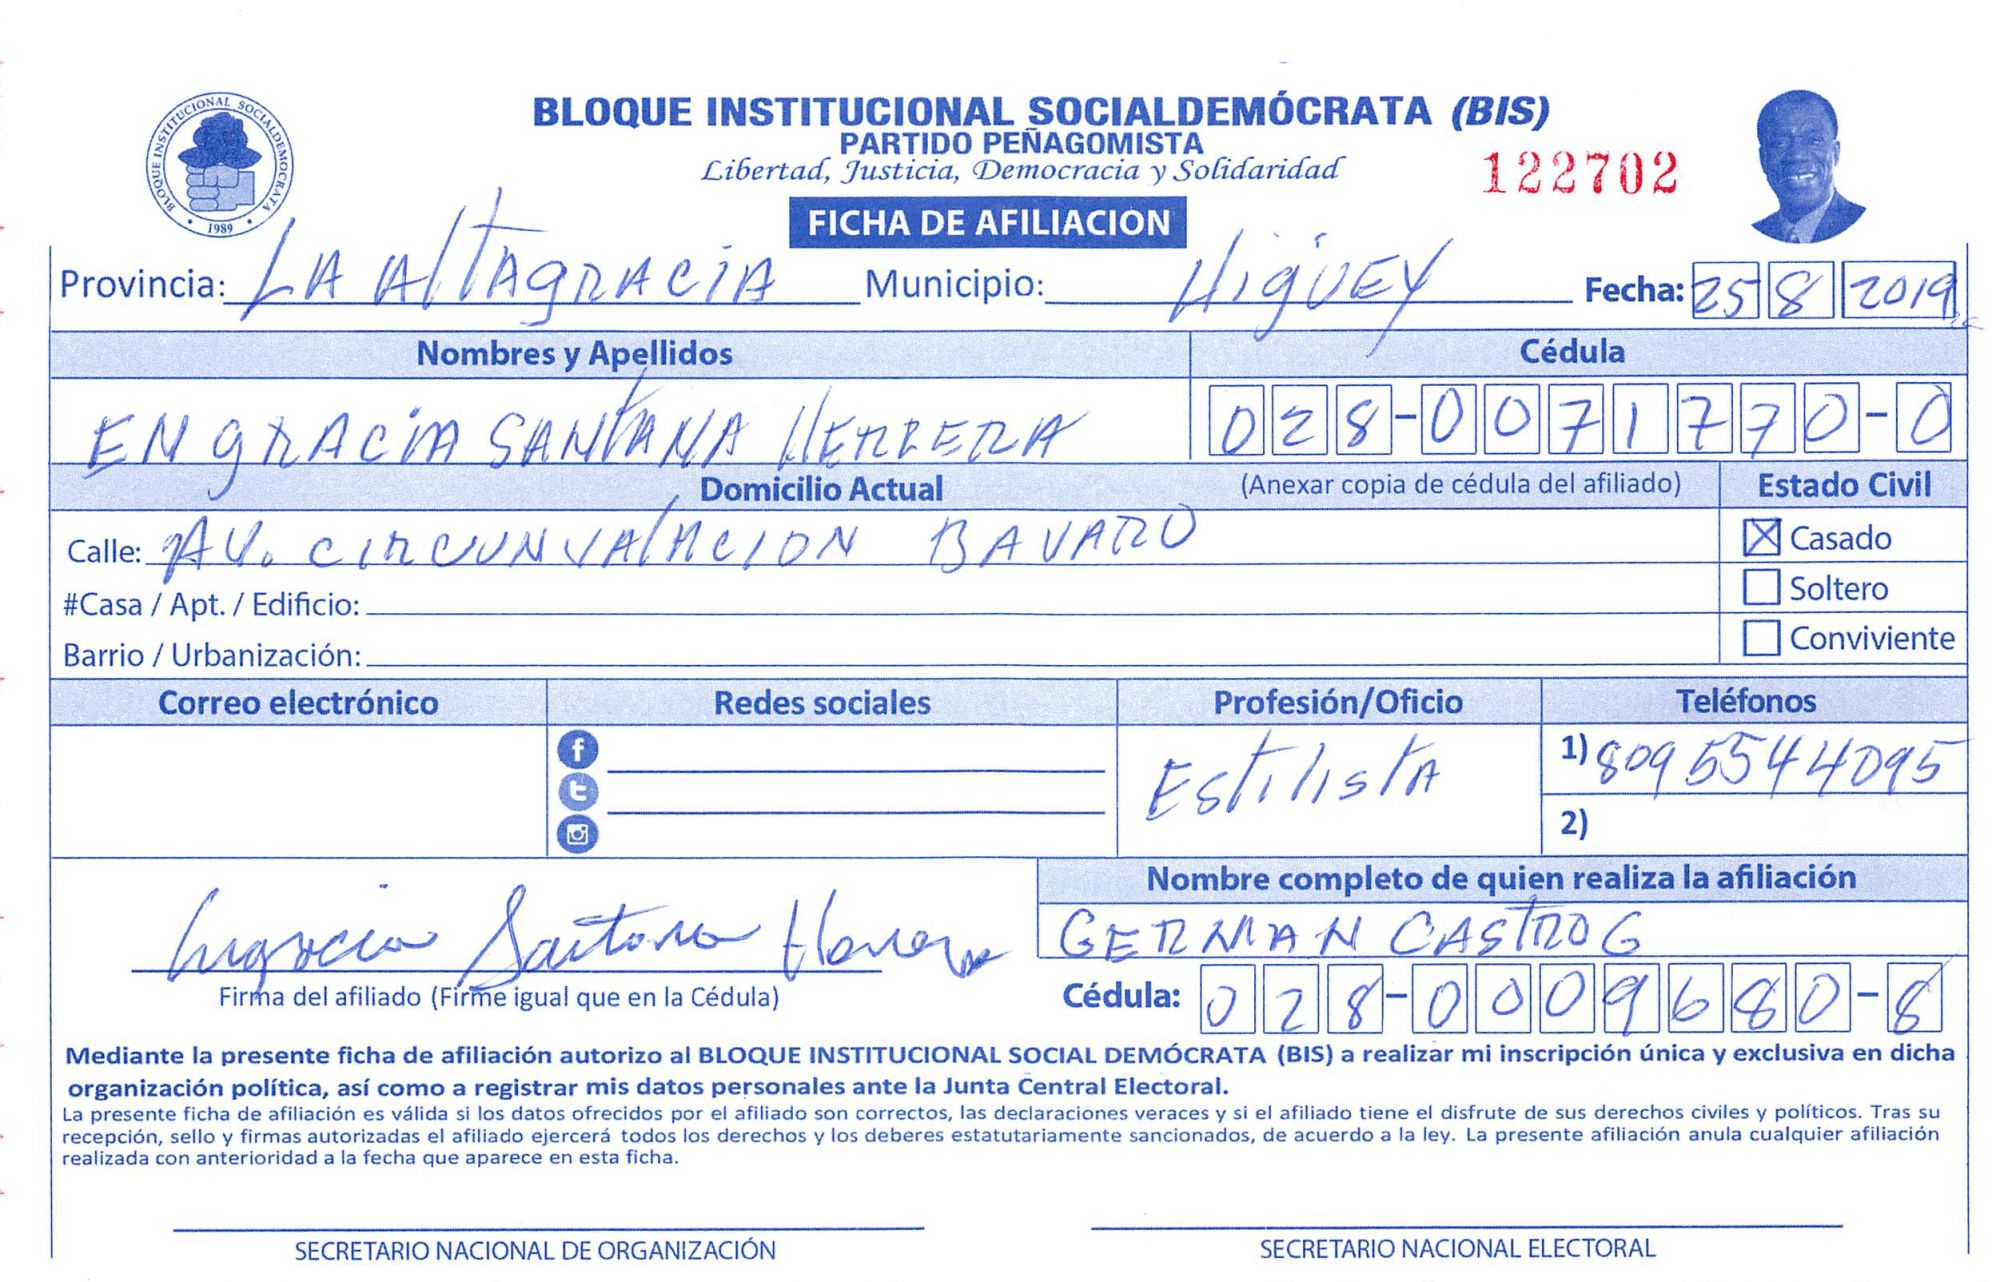 BLOQUE INSTITUCIONAL SOCIALDEMOCRATA
1989
BLOQUE INSTITUCIONAL SOCIALDEMÓCRATA (BIS)
PARTIDO PEÑAGOMISTA
Libertad, Justicia, Democracia y Solidaridad
122702
FICHA DE AFILIACIÓN
Provincia: LA AltAgRACiA Municipio: HigÜEY Fecha: 25 8 2019
Nombres y Apellidos Cédula
ENgRACiA SANtANA HERRERA 028-0071770-0
Domicilio Actual (Anexar copia de cédula del afiliado) Estado Civil
Calle: AV. CIRCUNVALACION BAVARO Casado
#Casa / Apt. / Edificio: Soltero
Barrio / Urbanización: Conviviente
Correo electrónico Redes sociales Profesión/Oficio Teléfonos
Estilista 1) 8095544095
2)
Nombre completo de quien realiza la afiliación
Engracia Santana Herrera GERMAN CASTRO G
Firma del afiliado (Firme igual que en la Cédula) Cédula: 028-0009680-8
Mediante la presente ficha de afiliación autorizo al BLOQUE INSTITUCIONAL SOCIAL DEMÓCRATA (BIS) a realizar mi inscripción única y exclusiva en dicha
organización política, así como a registrar mis datos personales ante la Junta Central Electoral.
La presente ficha de afiliación es válida si los datos ofrecidos por el afiliado son correctos, las declaraciones veraces y si el afiliado tiene el disfrute de sus derechos civiles y políticos. Tras su
recepción, sello y firmas autorizadas el afiliado ejercerá todos los derechos y los deberes estatutariamente sancionados, de acuerdo a la ley. La presente afiliación anula cualquier afiliación
realizada con anterioridad a la fecha que aparece en esta ficha.
SECRETARIO NACIONAL DE ORGANIZACIÓN SECRETARIO NACIONAL ELECTORAL